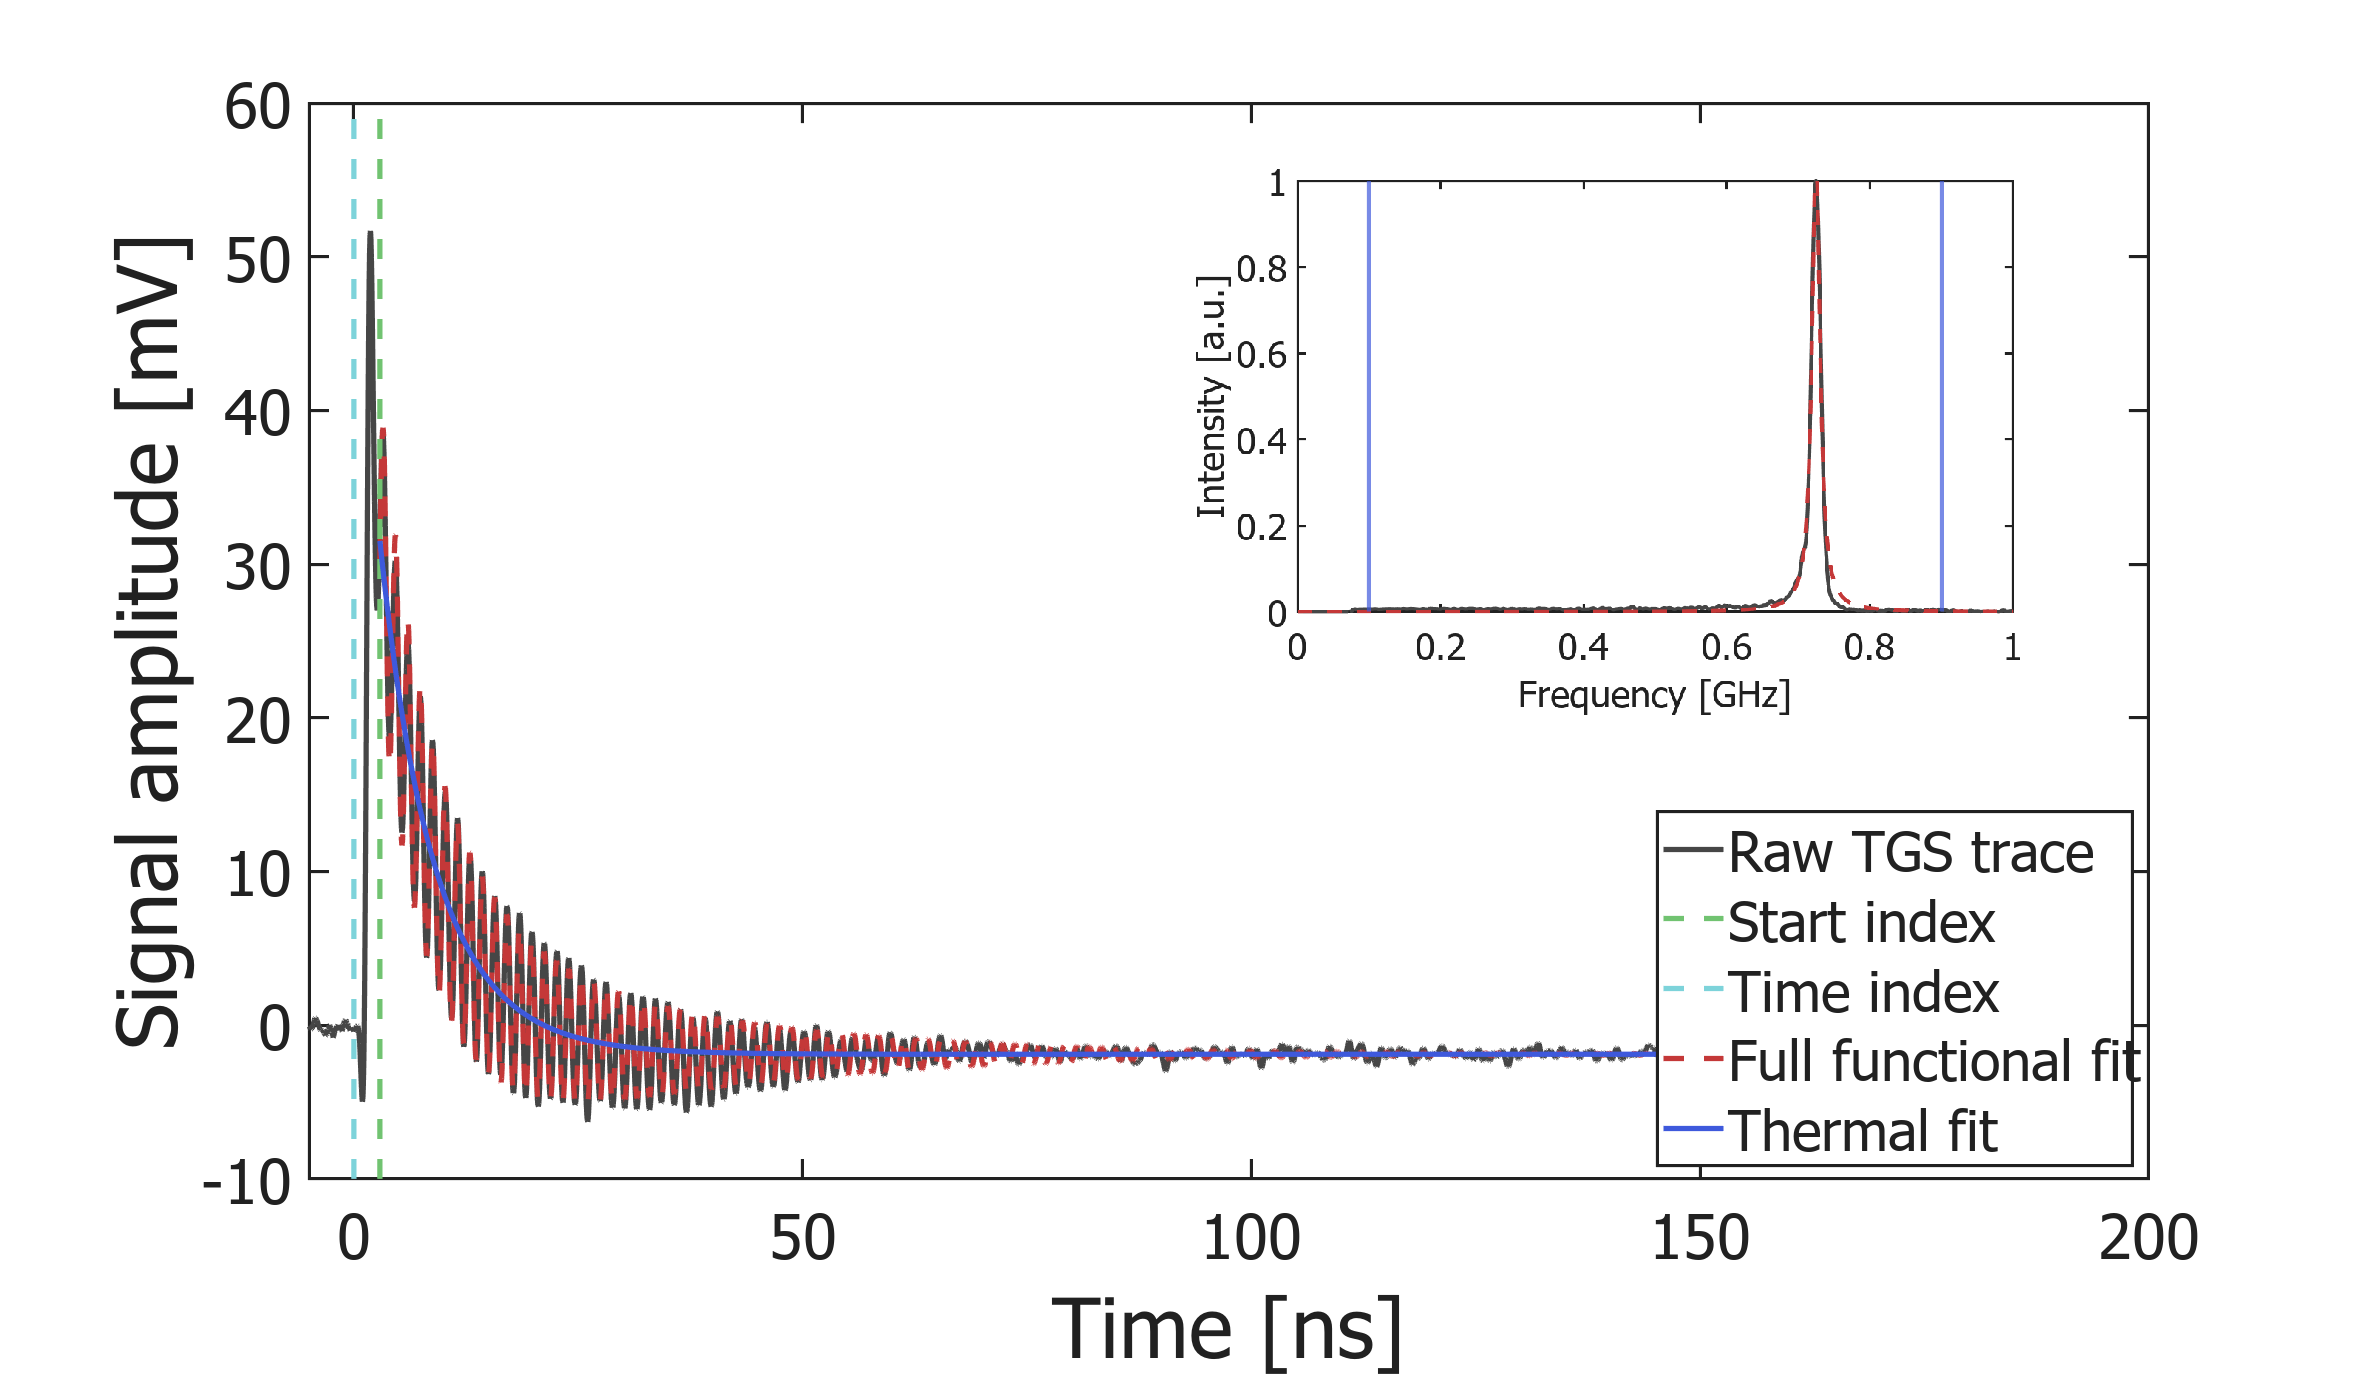 60
50
40
30
20
10
0
-10
Signal amplitude [mV]
0
50
100
150
200
Time [ns]
1
0.8
0.6
0.4
0.2
0
Intensity [a.u.]
0
0.2
0.4
0.6
0.8
1
Frequency [GHz]
Raw TGS trace
Start index
Time index
Full functional fit
Thermal fit